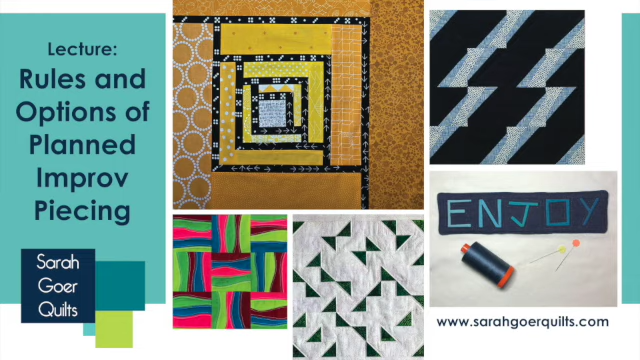 Lecture:
Rules and
Options of
Planned
Improv
Piecing
Sarah
Goer
Quilts
ENJOY
www.sarahgoerquilts.com